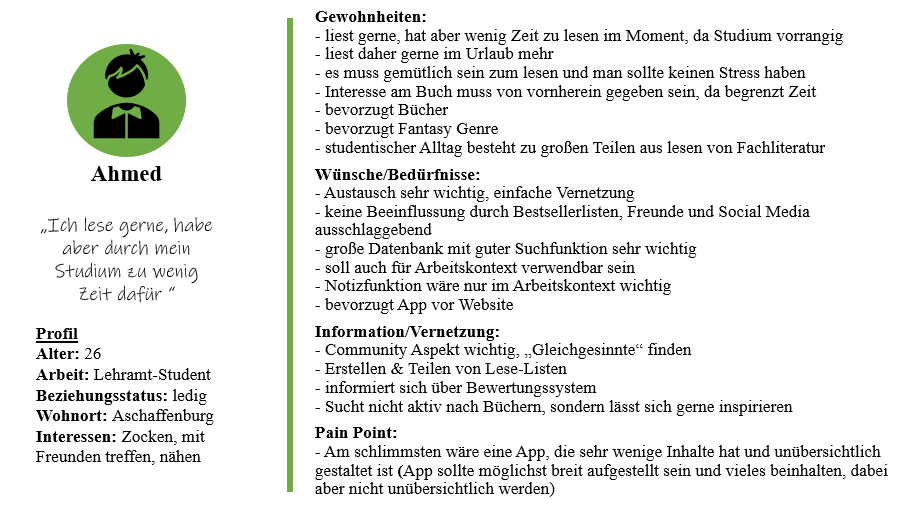 Ahmed
„Ich lese gerne, habe
aber durch mein
Studium zu wenig
Zeit dafür “
Profil
Alter: 26
Arbeit: Lehramt-Student
Beziehungsstatus: ledig
Wohnort: Aschaffenburg
Interessen: Zocken, mit
Freunden treffen, nähen
Gewohnheiten:
- liest gerne, hat aber wenig Zeit zu lesen im Moment, da Studium vorrangig
- liest daher gerne im Urlaub mehr
- es muss gemütlich sein zum lesen und man sollte keinen Stress haben
- Interesse am Buch muss von vornherein gegeben sein, da begrenzt Zeit
- bevorzugt Bücher
- bevorzugt Fantasy Genre
- studentischer Alltag besteht zu großen Teilen aus lesen von Fachliteratur
Wünsche/Bedürfnisse:
- Austausch sehr wichtig, einfache Vernetzung
- keine Beeinflussung durch Bestsellerlisten, Freunde und Social Media
ausschlaggebend
- große Datenbank mit guter Suchfunktion sehr wichtig
- soll auch für Arbeitskontext verwendbar sein
- Notizfunktion wäre nur im Arbeitskontext wichtig
- bevorzugt App vor Website
Information/Vernetzung:
- Community Aspekt wichtig, „Gleichgesinnte“ finden
- Erstellen & Teilen von Lese-Listen
- informiert sich über Bewertungssystem
- Sucht nicht aktiv nach Büchern, sondern lässt sich gerne inspirieren
Pain Point:
- Am schlimmsten wäre eine App, die sehr wenige Inhalte hat und unübersichtlich
gestaltet ist (App sollte möglichst breit aufgestellt sein und vieles beinhalten, dabei
aber nicht unübersichtlich werden)